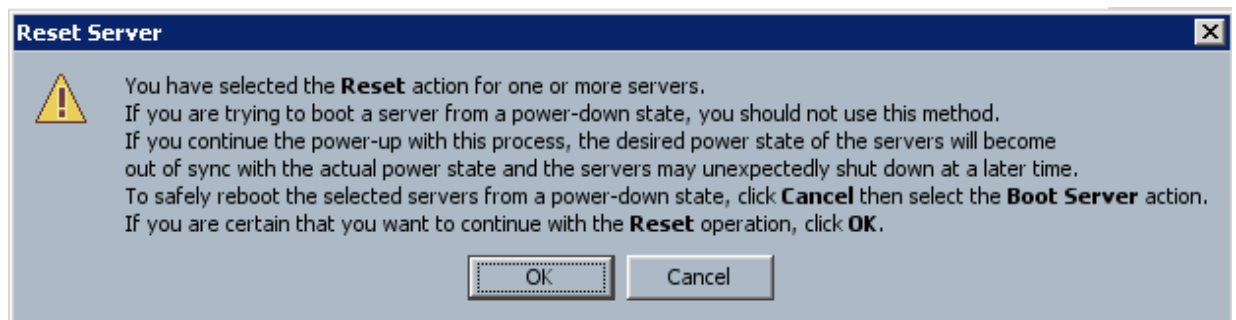 Reset Server
You have selected the Reset action for one or more servers.
If you are trying to boot a server from a power-down state, you should not use this method.
If you continue the power-up with this process, the desired power state of the servers will become
out of sync with the actual power state and the servers may unexpectedly shut down at a later time.
To safely reboot the selected servers from a power-down state, click Cancel then select the Boot Server action.
If you are certain that you want to continue with the Reset operation, click OK.
OK Cancel